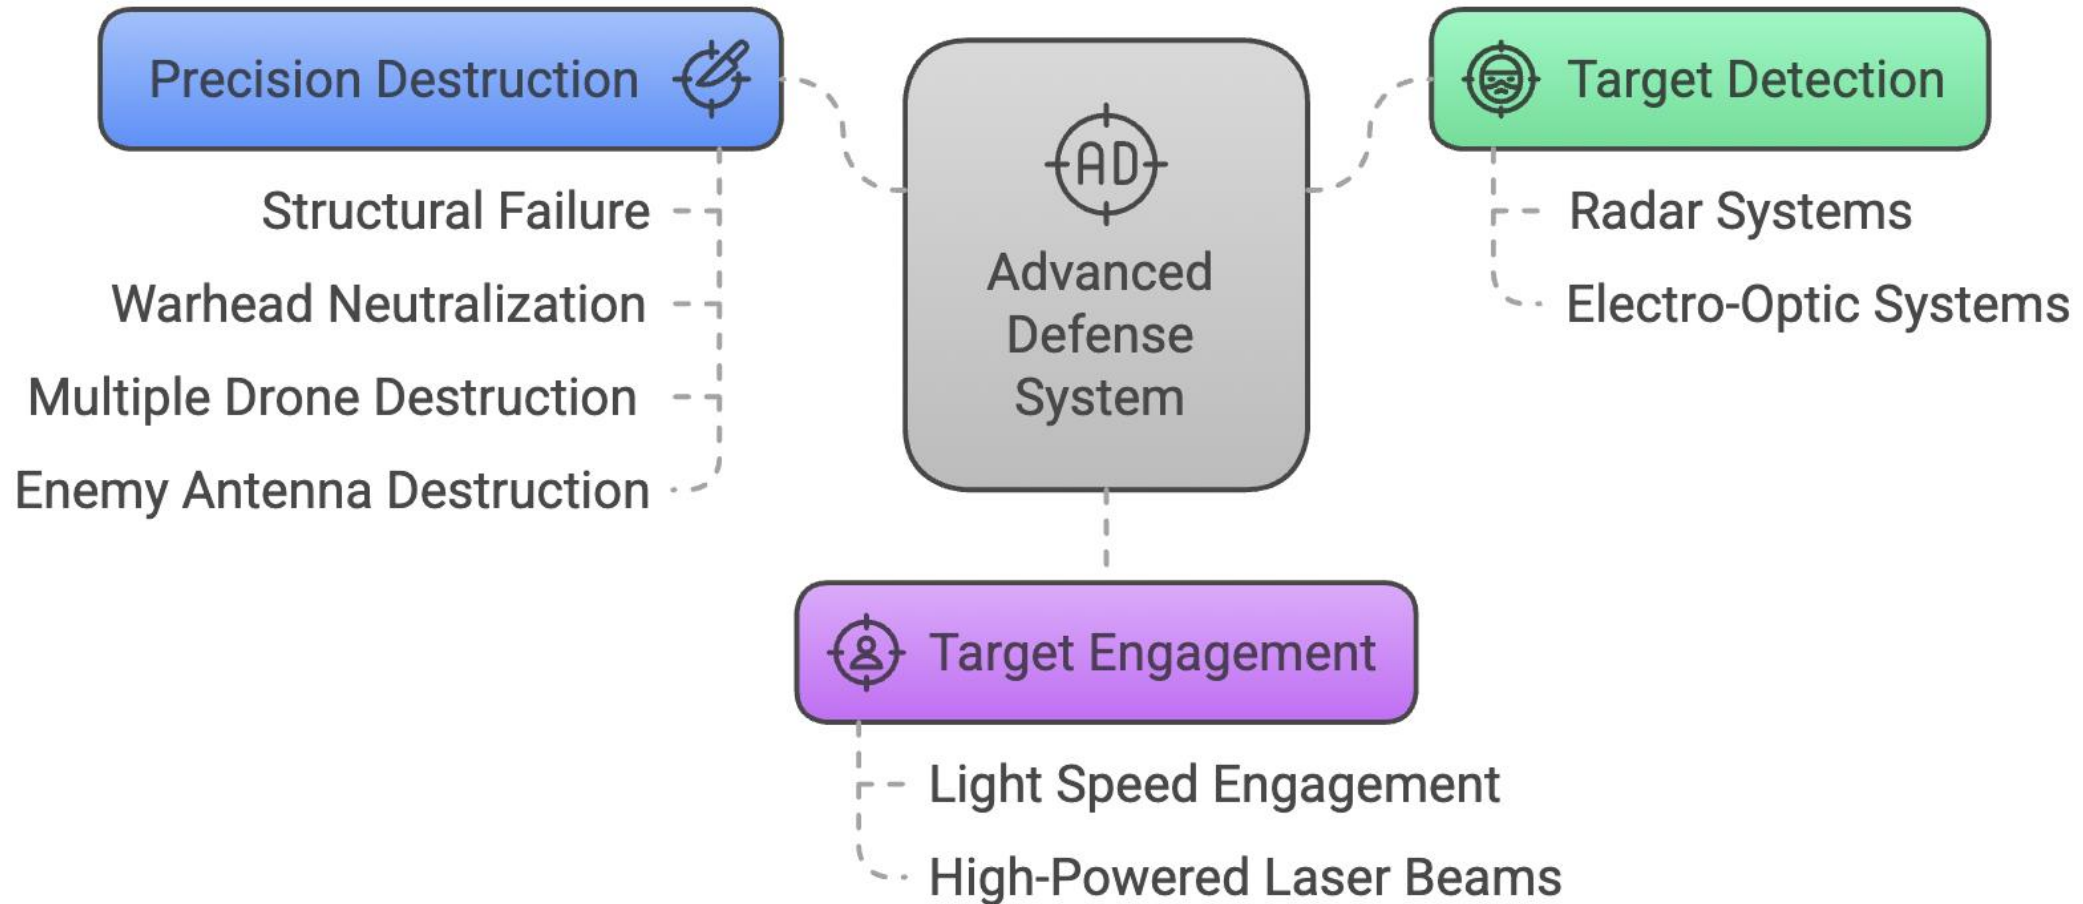 Precision Destruction
Structural Failure
Warhead Neutralization
Multiple Drone Destruction
Enemy Antenna Destruction
AD
Advanced
Defense
System
Target Detection
Radar Systems
Electro-Optic Systems
Target Engagement
Light Speed Engagement
High-Powered Laser Beams